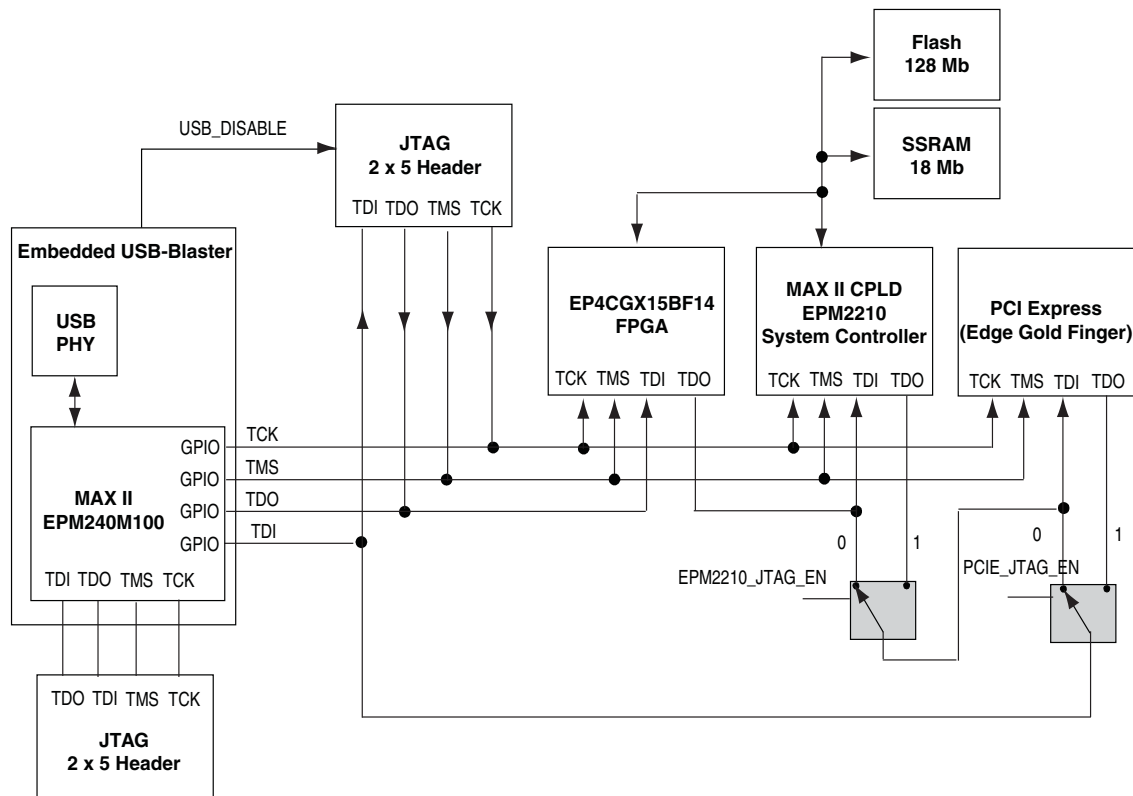 Flash
128 Mb
SSRAM
18 Mb
USB_DISABLE
JTAG
2 x 5 Header
TDI TDO TMS TCK
Embedded USB-Blaster
USB
PHY
EP4CGX15BF14
FPGA
TCK TMS TDI TDO
MAX II CPLD
EPM2210
System Controller
TCK TMS TDI TDO
PCI Express
(Edge Gold Finger)
TCK TMS TDI TDO
GPIO TCK
GPIO TMS
GPIO TDO
GPIO TDI
MAX II
EPM240M100
TDI TDO TMS TCK
0 1
EPM2210_JTAG_EN
0 1
PCIE_JTAG_EN
TDO TDI TMS TCK
JTAG
2 x 5 Header